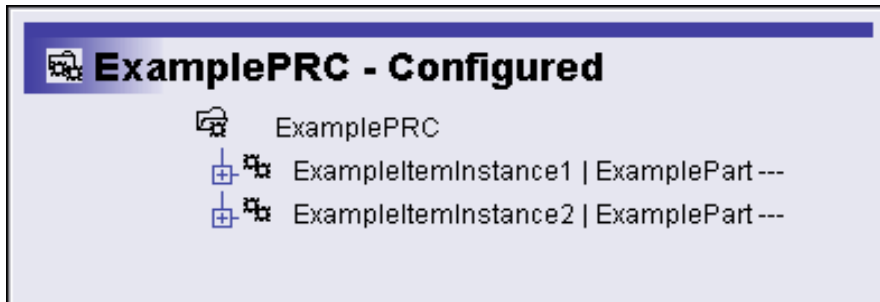 ExamplePRC - Configured
ExamplePRC
ExampleItemInstance1 | ExamplePart ---
ExampleItemInstance2 | ExamplePart ---